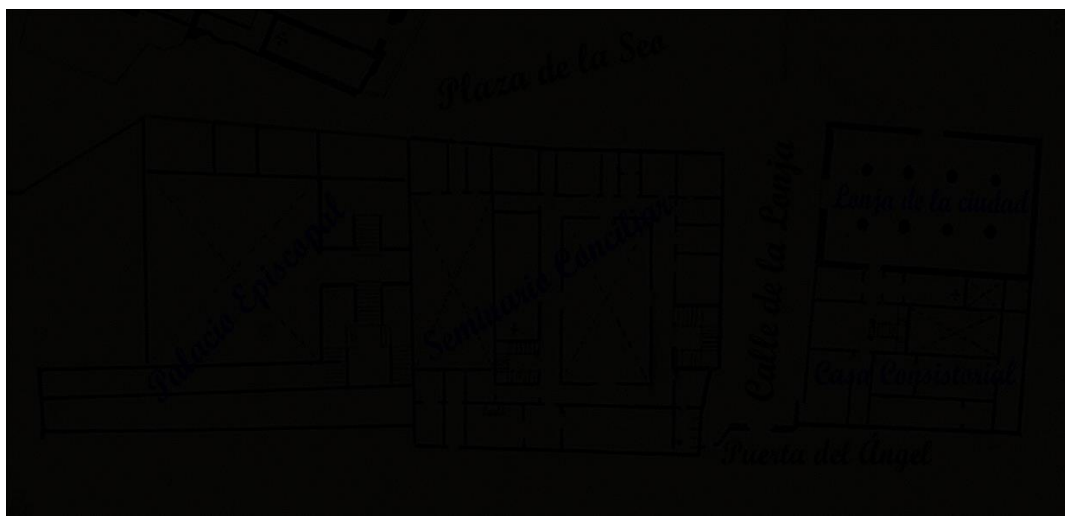 Plaza de la Seo
Lonja de la ciudad
Calle de la Lonja
Palacio Episcopal
Seminario Conciliar
Casa Consistorial
Puerta del Ángel